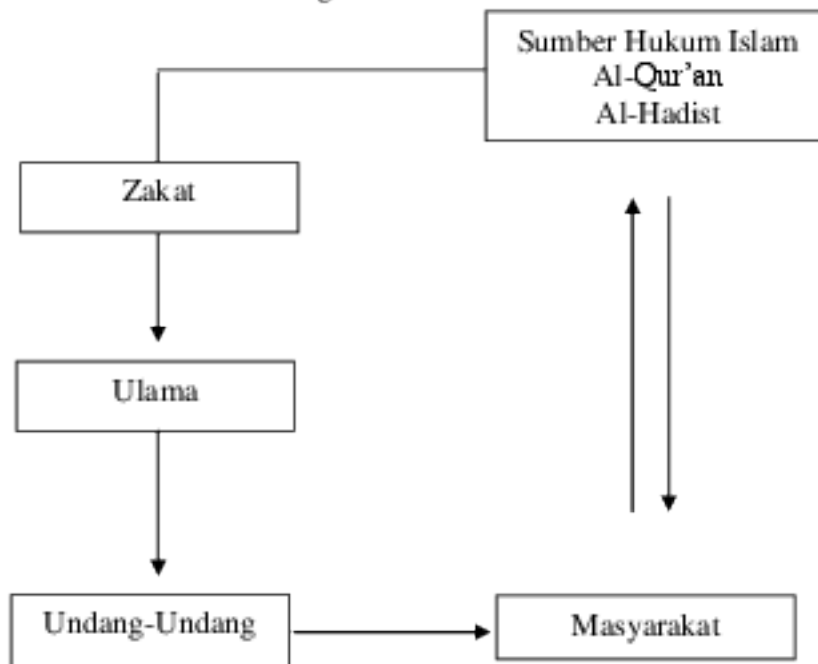 Sumber Hukum Islam
Al-Qur’an
Al-Hadist
Zakat
Ulama
Undang-Undang
Masyarakat